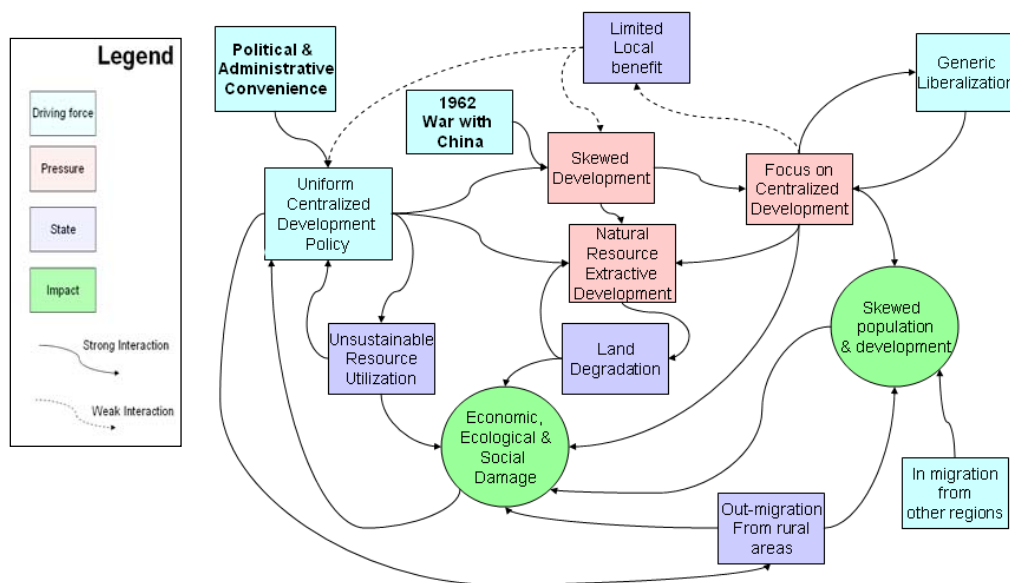 Legend
Driving force
Pressure
State
Impact
Strong Interaction
Weak Interaction
Political &
Administrative
Convenience
Limited
Local
benefit
Generic
Liberalization
1962
War with
China
Skewed
Development
Focus on
Centralized
Development
Uniform
Centralized
Development
Policy
Natural
Resource
Extractive
Development
Skewed
population
& development
Unsustainable
Resource
Utilization
Land
Degradation
Economic,
Ecological &
Social
Damage
In migration
from
other regions
Out-migration
From rural
areas